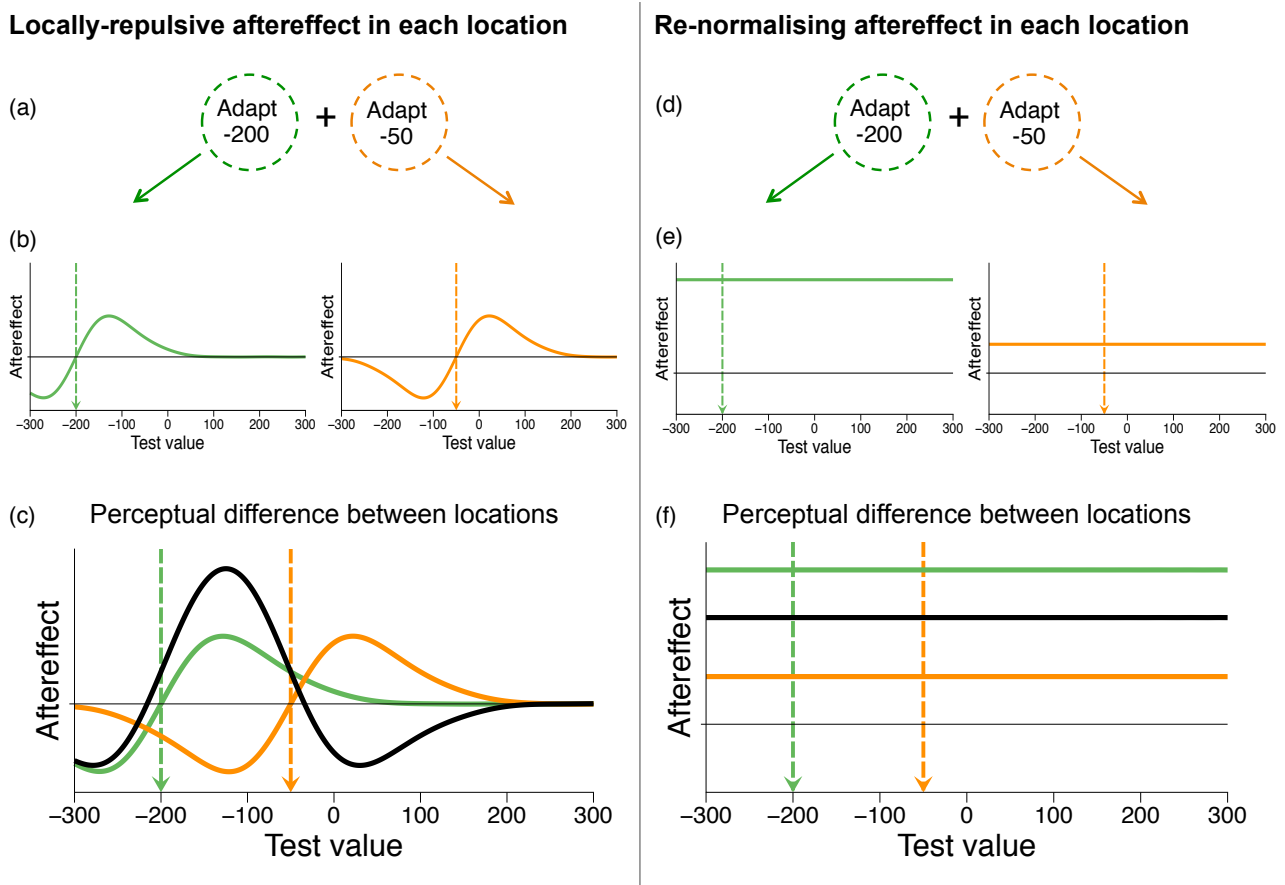 Locally-repulsive aftereffect in each location
(a)
Adapt
-200
+
Adapt
-50
(b)
Aftereffect
−300 −200 −100 0 100 200 300
Test value
Aftereffect
−300 −200 −100 0 100 200 300
Test value
(c) Perceptual difference between locations
Aftereffect
-300 -200 -100 0 100 200 300
Test value
Re-normalising aftereffect in each location
(d)
Adapt
-200
+
Adapt
-50
(e)
Aftereffect
−300 −200 −100 0 100 200 300
Test value
Aftereffect
−300 −200 −100 0 100 200 300
Test value
(f) Perceptual difference between locations
Aftereffect
-300 -200 -100 0 100 200 300
Test value